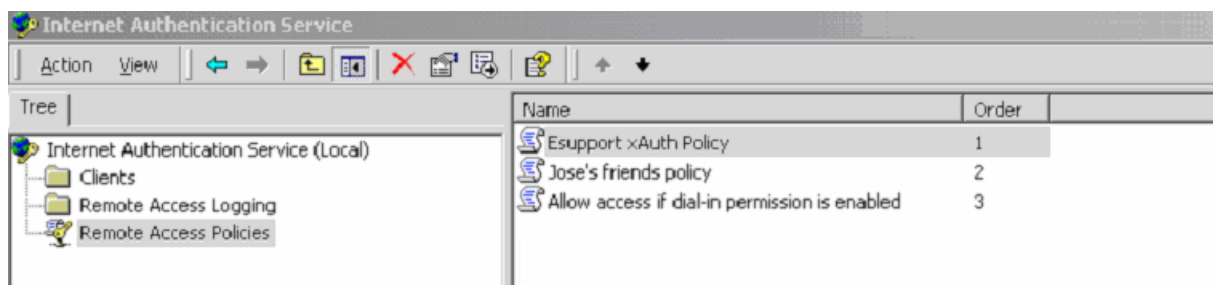 Internet Authentication Service
Action View
Tree
Name Order
Internet Authentication Service (Local)
Clients
Remote Access Logging
Remote Access Policies
Esupport xAuth Policy 1
Jose's friends policy 2
Allow access if dial-in permission is enabled 3